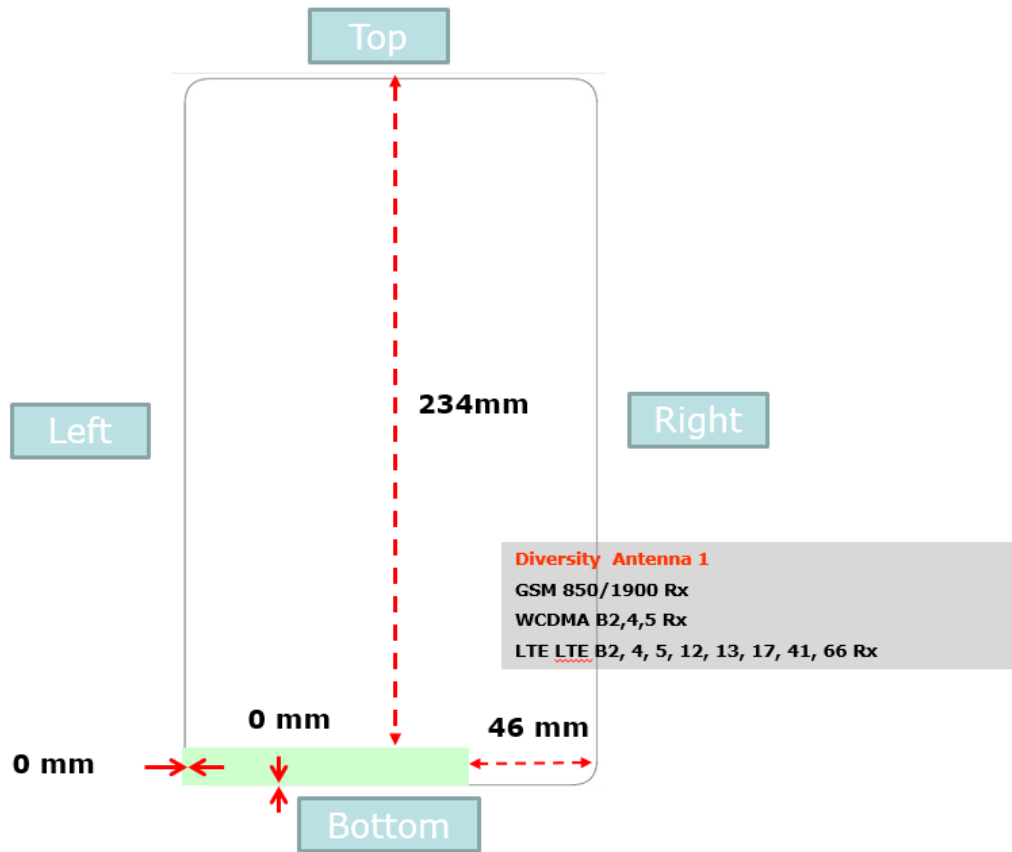 Top
234mm
Left
Right
Diversity  Antenna 1
GSM 850/1900 Rx
WCDMA B2,4,5 Rx
LTE LTE B2, 4, 5, 12, 13, 17, 41, 66 Rx
0 mm
46 mm
0 mm
Bottom